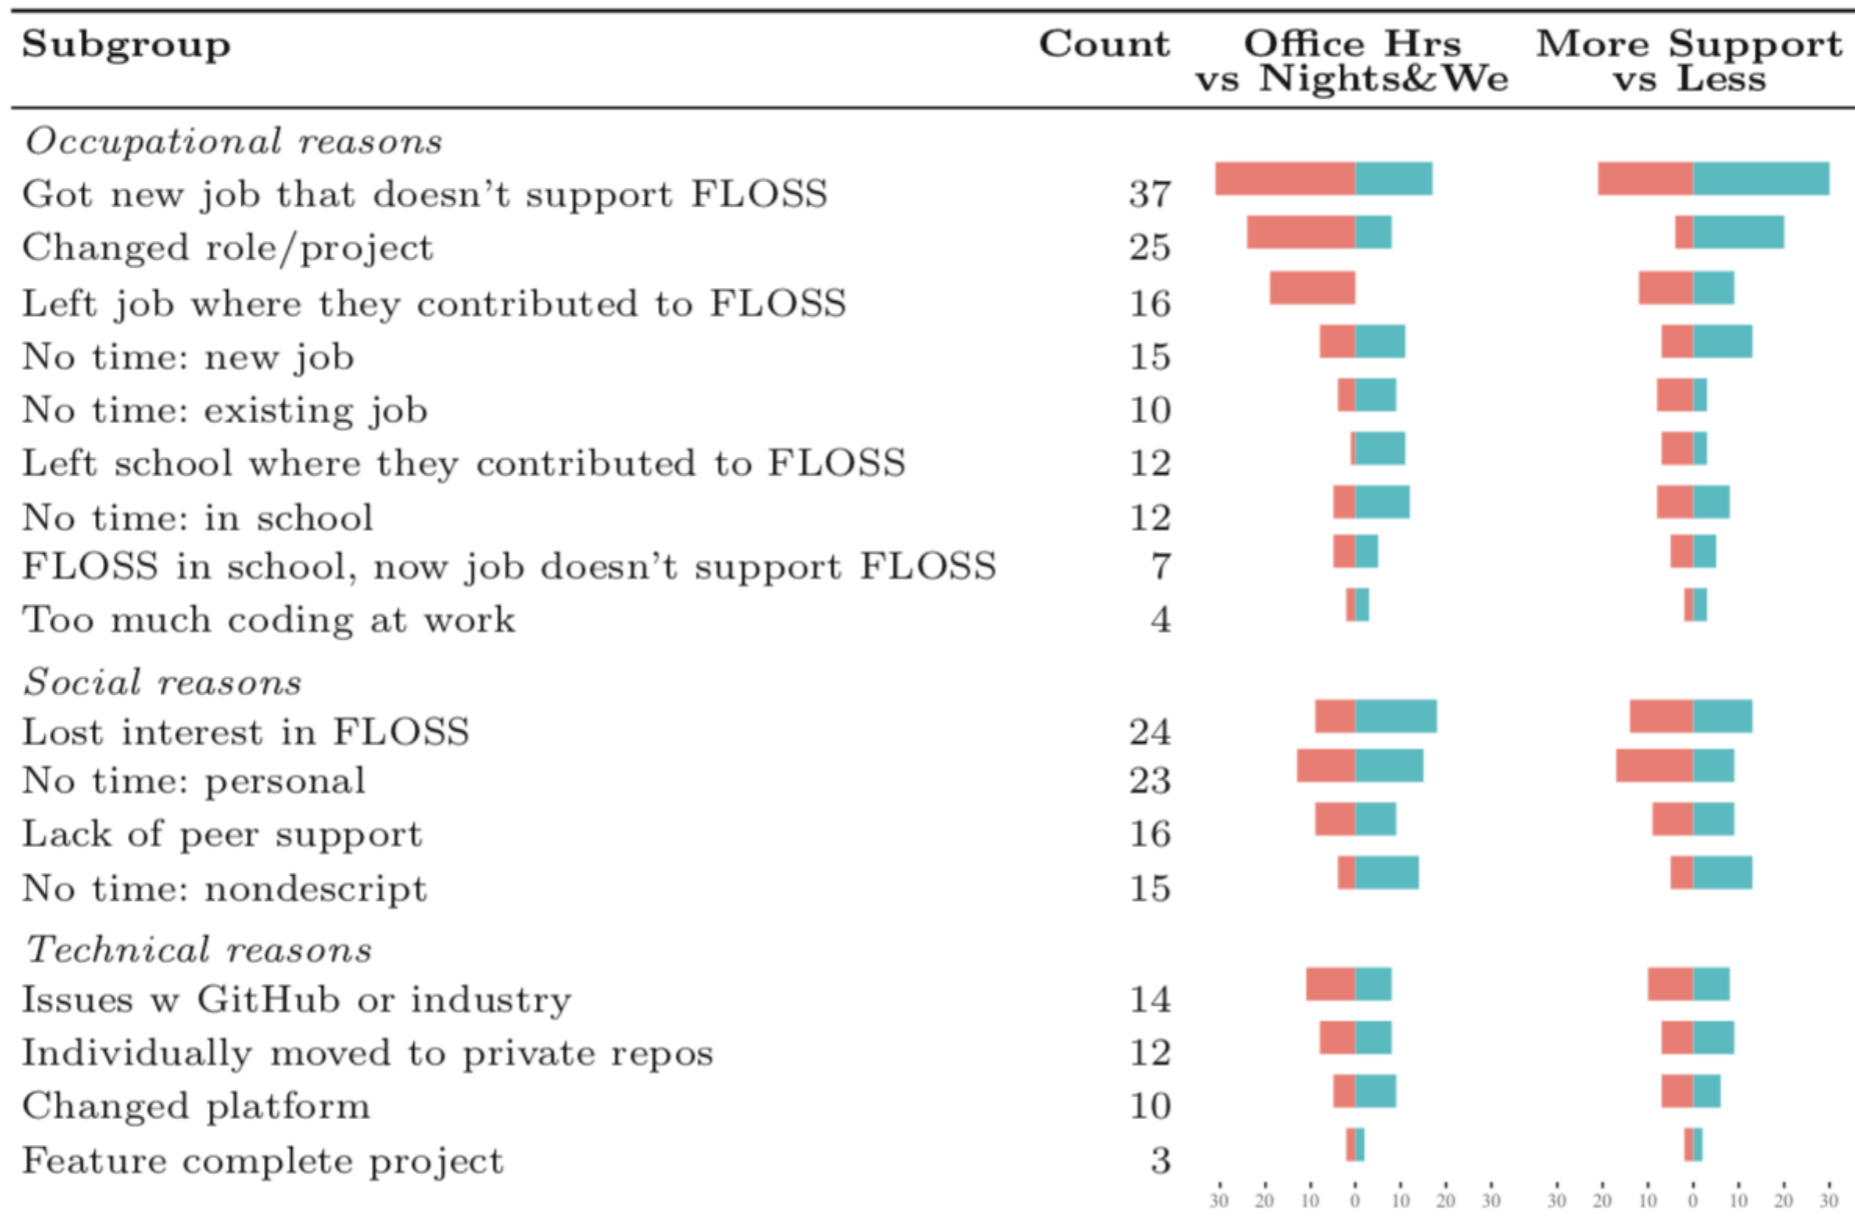 Subgroup Count Office Hrs More Support
vs Nights&We vs Less
Occupational reasons
Got new job that doesn't support FLOSS 37
Changed role/project 25
Left job where they contributed to FLOSS 16
No time: new job 15
No time: existing job 10
Left school where they contributed to FLOSS 12
No time: in school 12
FLOSS in school, now job doesn't support FLOSS 7
Too much coding at work 4
Social reasons
Lost interest in FLOSS 24
No time: personal 23
Lack of peer support 16
No time: nondescript 15
Technical reasons
Issues w GitHub or industry 14
Individually moved to private repos 12
Changed platform 10
Feature complete project 3
30 20 10 0 10 20 30 30 20 10 0 10 20 30